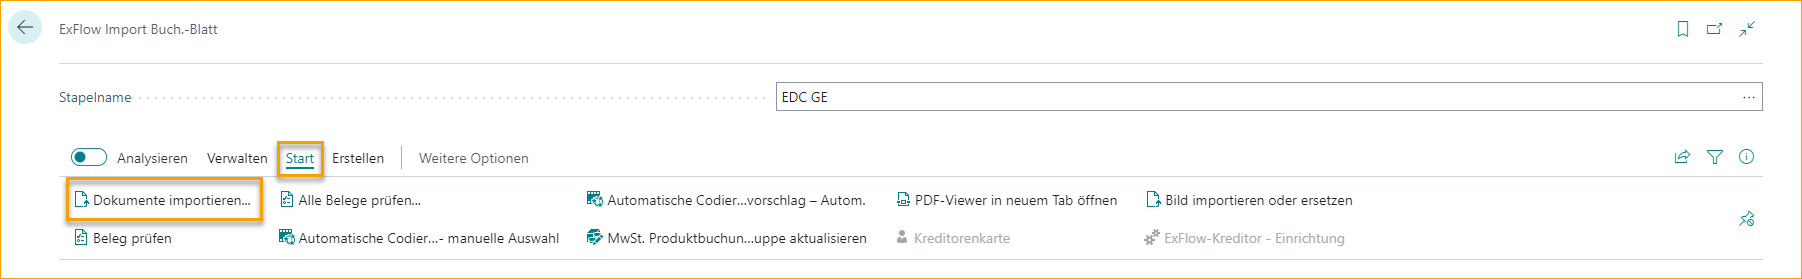 ExFlow Import Buch.-Blatt
Stapelname
EDC GE
Analysieren Verwalten Start Erstellen Weitere Optionen
Dokumente importieren... Alle Belege prüfen... Automatische Codier...vorschlag – Autom. PDF-Viewer in neuem Tab öffnen Bild importieren oder ersetzen
Beleg prüfen Automatische Codier...- manuelle Auswahl MwSt. Produktbuchun...uppe aktualisieren Kreditorenkarte ExFlow-Kreditor - Einrichtung